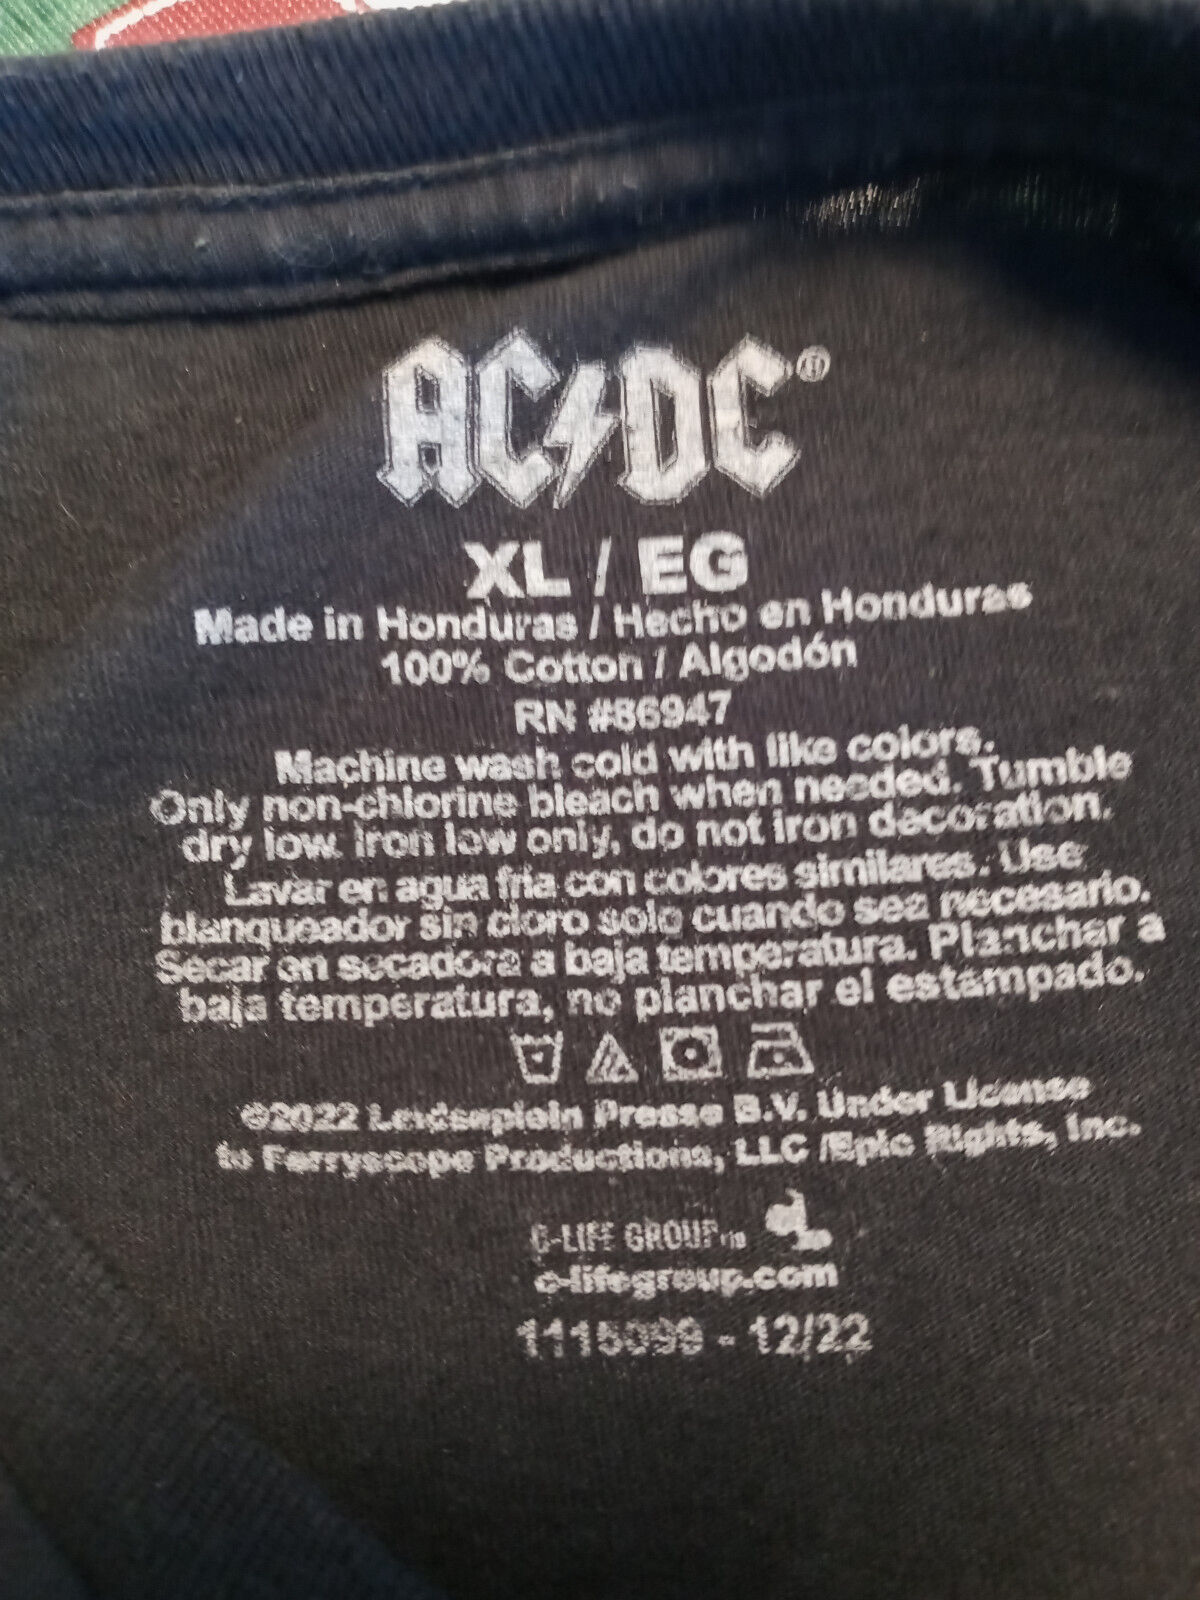 AC/DC®
XL / EG
Made in Honduras / Hecho en Honduras
100% Cotton / Algodón
RN #86947
Machine wash cold with like colors.
Only non-chlorine bleach when needed. Tumble
dry low. Iron low only, do not iron decoration.
Lavar en agua fria con colores similares. Use
blanqueador sin cloro solo cuando sea necesario.
Secar en secadora a baja temperatura. Planchar a
baja temperatura, no planchar el estampado.
©2022 Leidseplein Presse B.V. Under License
to Perryscope Productions, LLC /Epic Rights, Inc.
C-LIFE GROUP
c-lifegroup.com
1115099 - 12/22